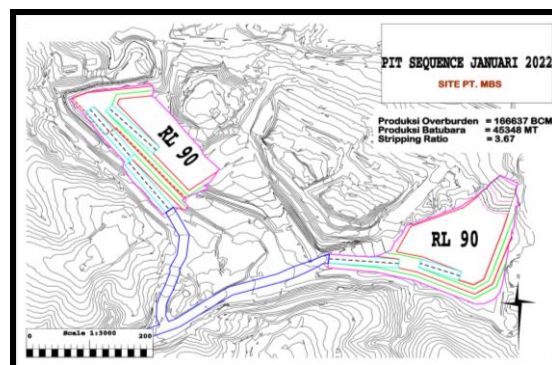 PIT SEQUENCE JANUARI 2022
SITE PT. MBS
Produksi Overburden = 166637 BCM
Produksi Batubara = 45348 MT
Stripping Ratio = 3.67
RL 90
RL 90
Scale 1:3000
0 200